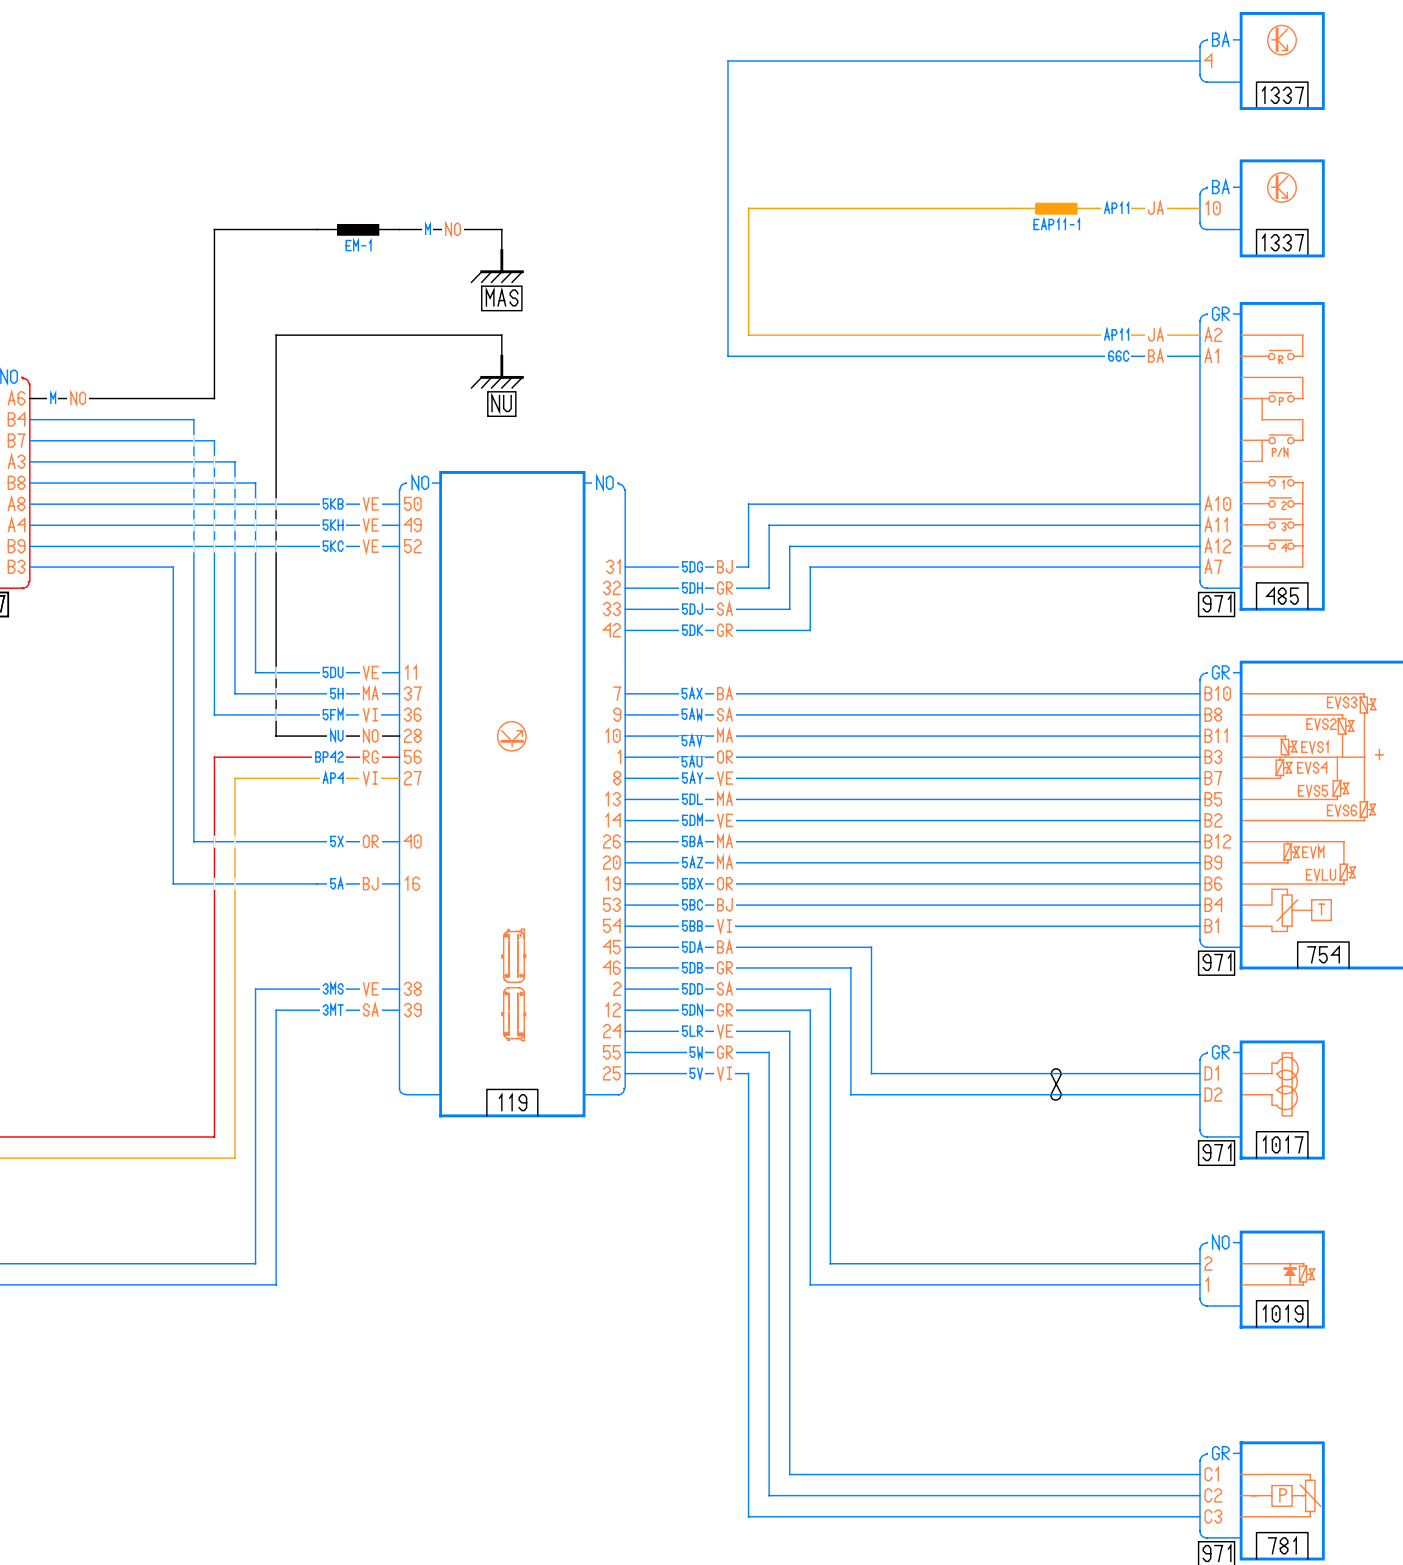 BA
4
1337
BA
EAP11-1 AP11 JA 10
1337
EM-1 M NO
MAS
NU
GR
AP11 JA A2
66C BA A1
R
P
P/N
1
A10 2
A11 3
A12 4
A7
971 485
NO
A6 M NO
B4
B7
A3
B8
A8
A4
B9
B3
7
NO
5KB VE 50
5KH VE 49
5KC VE 52
5DU VE 11
5H MA 37
5FM VI 36
NU NO 28
BP42 RG 56
AP4 VI 27
5X OR 40
5A BJ 16
3MS VE 38
3MT SA 39
119
NO
31 5DG BJ
32 5DH GR
33 5DJ SA
42 5DK GR
7 5AX BA
9 5AW SA
10 5AV MA
1 5AU OR
8 5AY VE
13 5DL MA
14 5DM VE
26 5BA MA
20 5AZ MA
19 5BX OR
53 5BC BJ
54 5BB VI
45 5DA BA
46 5DB GR
2 5DD SA
12 5DN GR
24 5LR VE
55 5W GR
25 5V VI
GR
B10 EVS3
B8 EVS2
B11 EVS1
B3 +
B7 EVS4
B5 EVS5
B2 EVS6
B12
B9 EVM
B6 EVLU
B4 T
B1
971 754
GR
D1
D2
971 1017
NO
2
1
1019
GR
C1
C2 P
C3
971 781